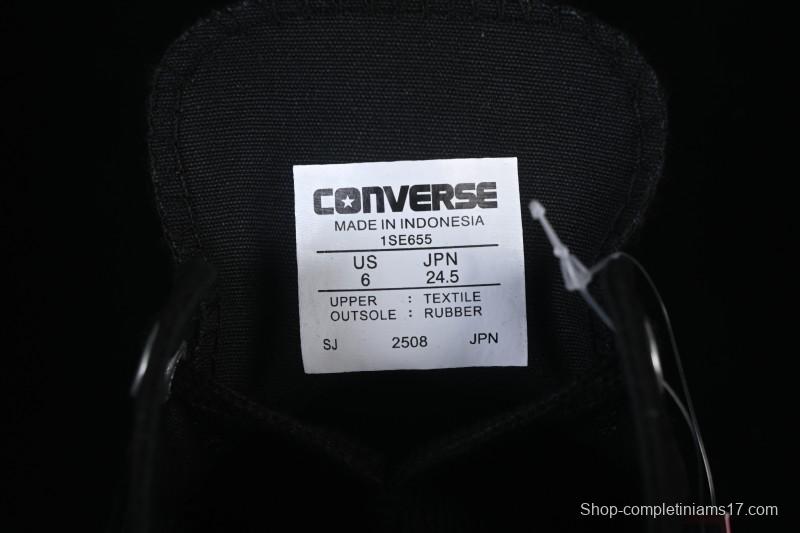 CONVERSE
MADE IN INDONESIA
1SE655
US JPN
6 24.5
UPPER : TEXTILE
OUTSOLE : RUBBER
SJ 2508 JPN
Shop-completiniams17.com